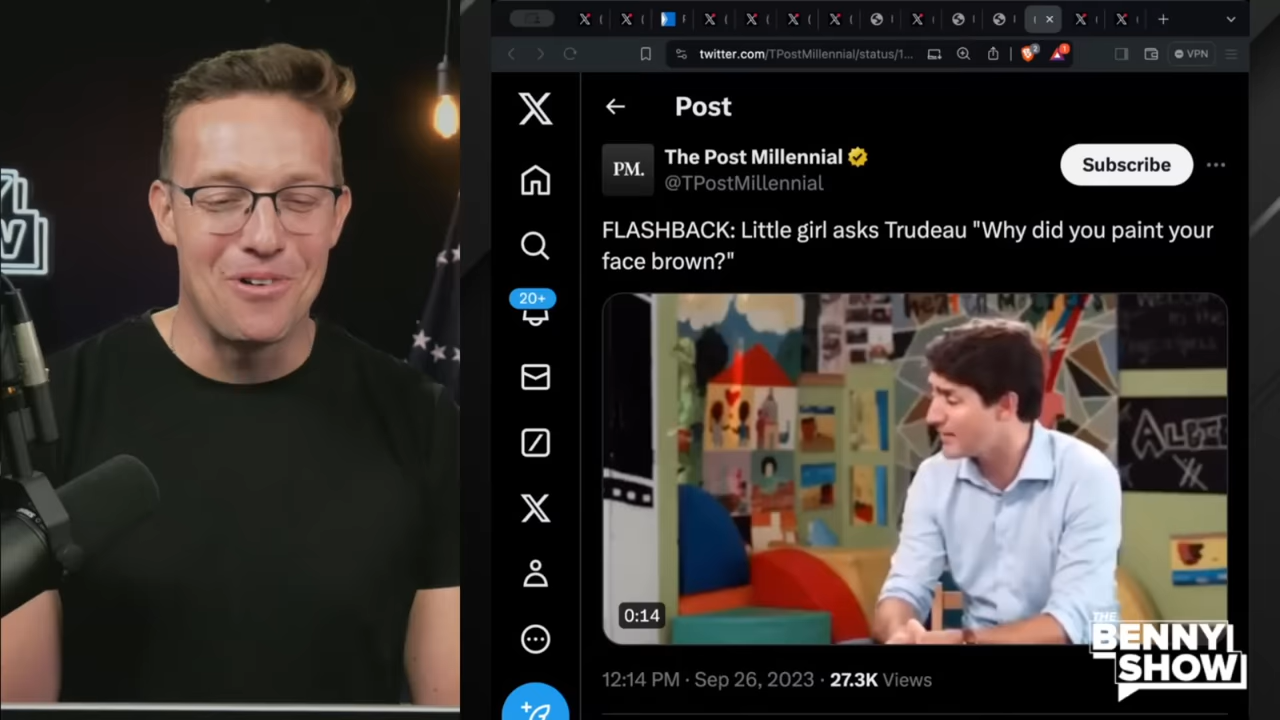 twitter.com/TPostMillennial/status/1...
VPN
Post
PM.
The Post Millennial
@TPostMillennial
Subscribe
FLASHBACK: Little girl asks Trudeau "Why did you paint your
face brown?"
20+
0:14
THE
BENNY
SHOW
12:14 PM · Sep 26, 2023 · 27.3K Views